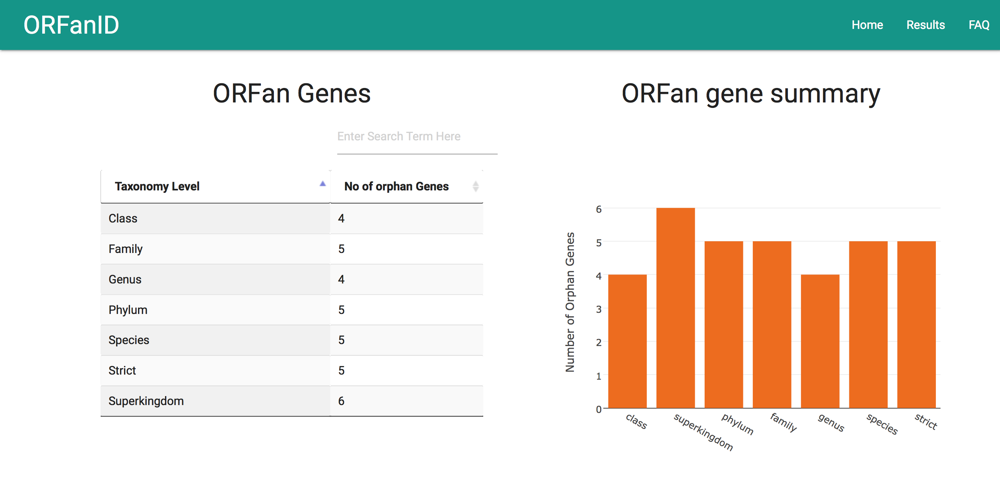 ORFanID
Home Results FAQ
ORFan Genes
Enter Search Term Here
Taxonomy Level No of orphan Genes
Class 4
Family 5
Genus 4
Phylum 5
Species 5
Strict 5
Superkingdom 6
ORFan gene summary
Number of Orphan Genes
6
5
4
3
2
1
0
class superkingdom phylum family genus species strict